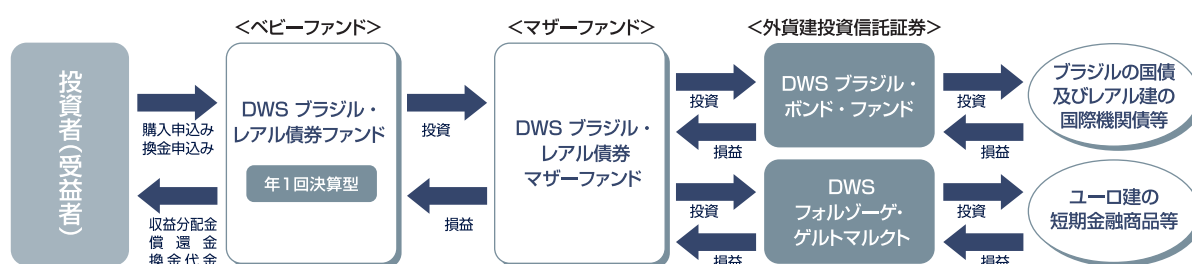 ＜ベビーファンド＞
＜マザーファンド＞
＜外貨建投資信託証券＞
投資者（受益者）
購入申込み
換金申込み
収益分配金
償還金
換金代金
DWS ブラジル・
レアル債券ファンド
年1回決算型
投資
損益
DWS ブラジル・
レアル債券
マザーファンド
投資
損益
投資
損益
DWS ブラジル・
ボンド・ファンド
投資
損益
ブラジルの国債
及びレアル建の
国際機関債等
DWS
フォルゾーゲ・
ゲルトマルクト
投資
損益
ユーロ建の
短期金融商品等